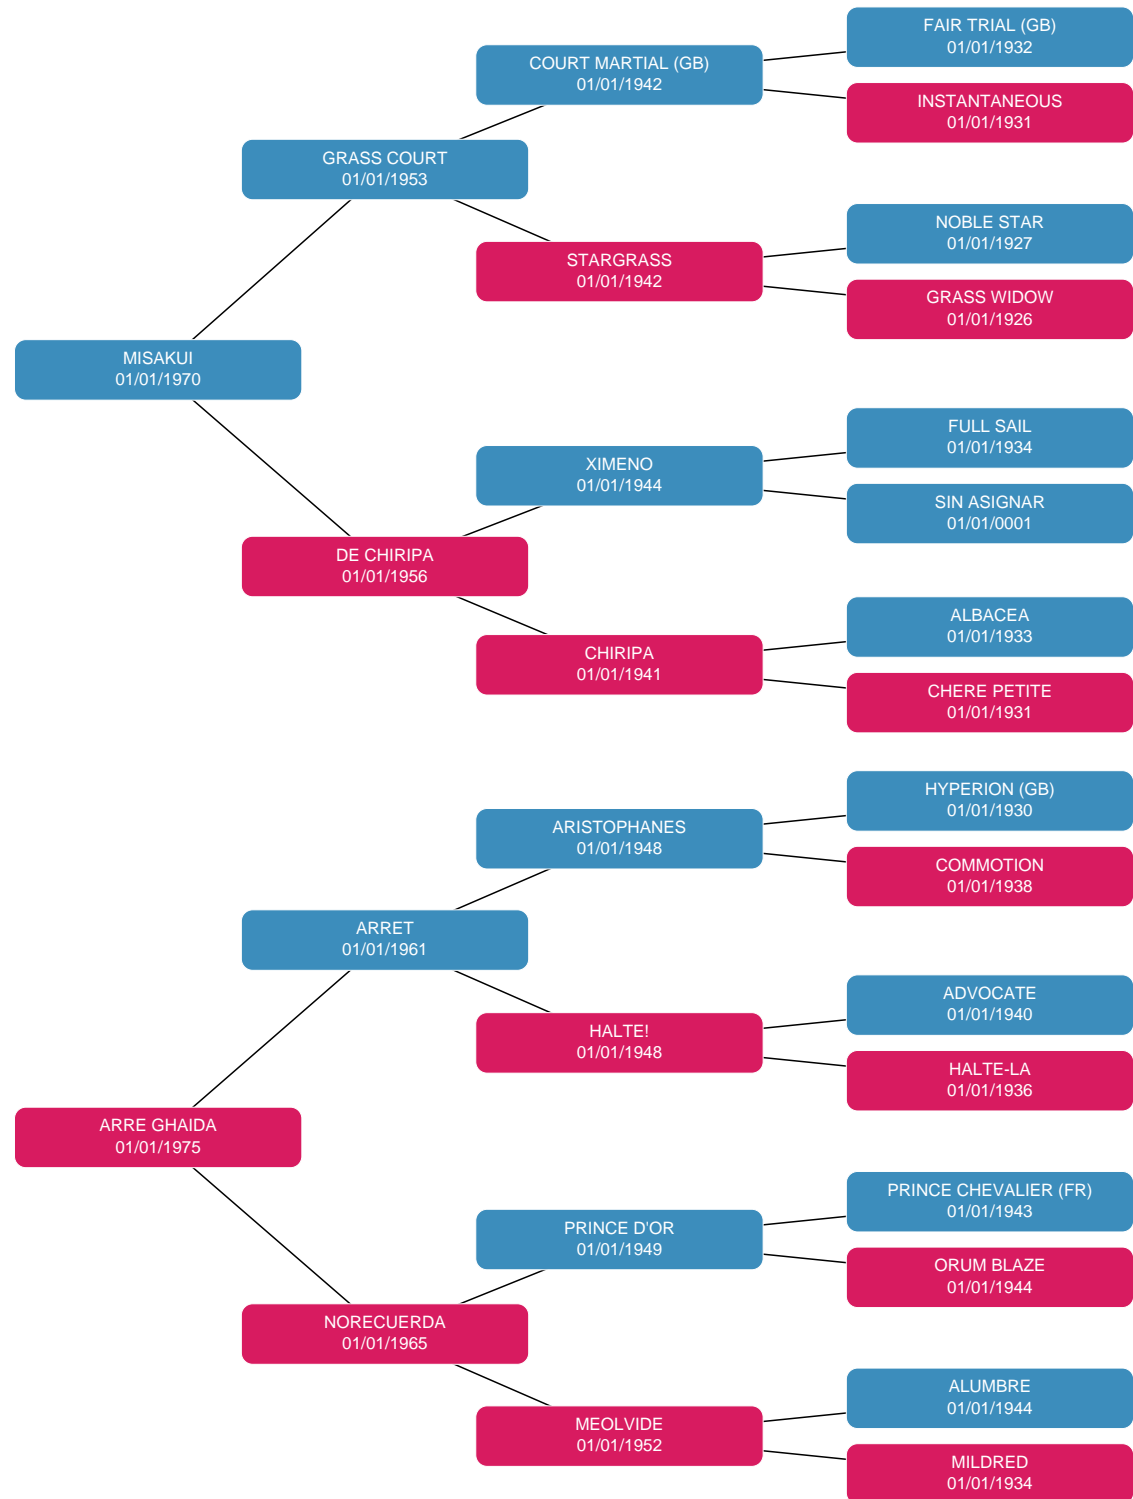 FAIR TRIAL (GB)
01/01/1932
COURT MARTIAL (GB)
01/01/1942
INSTANTANEOUS
01/01/1931
GRASS COURT
01/01/1953
NOBLE STAR
01/01/1927
STARGRASS
01/01/1942
GRASS WIDOW
01/01/1926
MISAKUI
01/01/1970
FULL SAIL
01/01/1934
XIMENO
01/01/1944
SIN ASIGNAR
01/01/0001
DE CHIRIPA
01/01/1956
ALBACEA
01/01/1933
CHIRIPA
01/01/1941
CHERE PETITE
01/01/1931
HYPERION (GB)
01/01/1930
ARISTOPHANES
01/01/1948
COMMOTION
01/01/1938
ARRET
01/01/1961
ADVOCATE
01/01/1940
HALTE!
01/01/1948
HALTE-LA
01/01/1936
ARRE GHAIDA
01/01/1975
PRINCE CHEVALIER (FR)
01/01/1943
PRINCE D'OR
01/01/1949
ORUM BLAZE
01/01/1944
NORECUERDA
01/01/1965
ALUMBRE
01/01/1944
MEOLVIDE
01/01/1952
MILDRED
01/01/1934